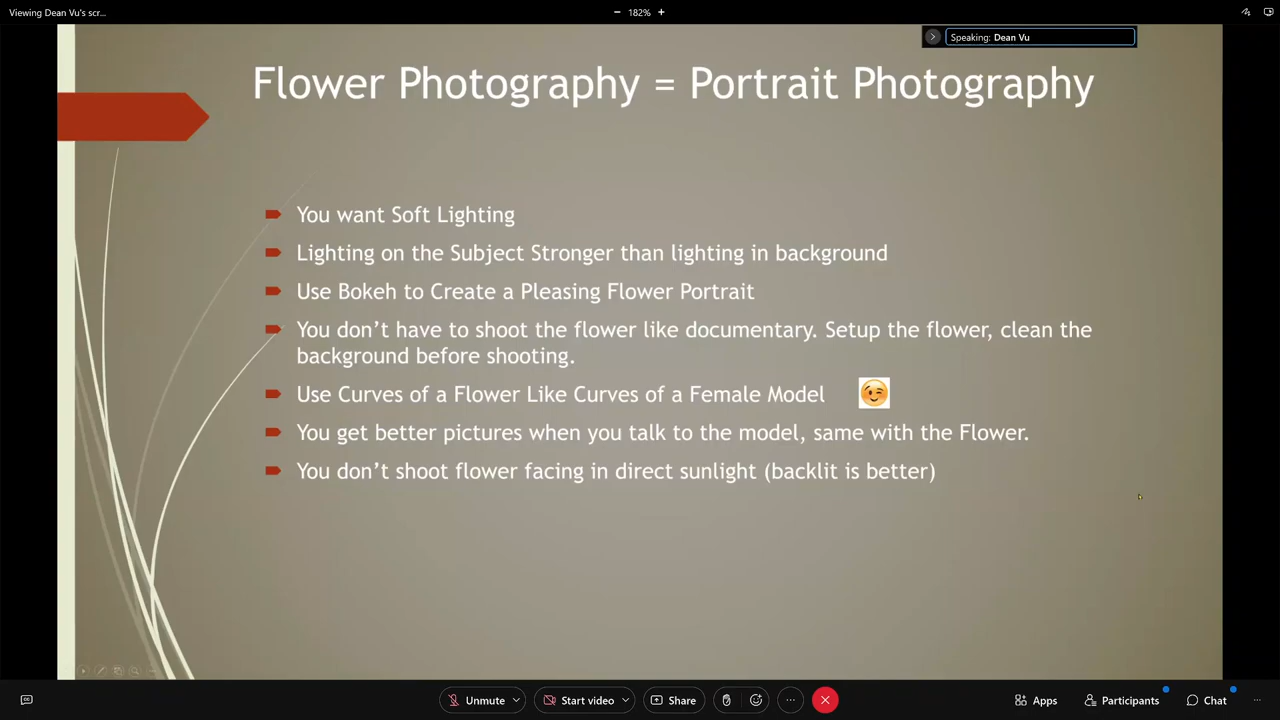 Viewing Dean Vu's scr...
182%
Speaking: Dean Vu
Flower Photography = Portrait Photography
You want Soft Lighting
Lighting on the Subject Stronger than lighting in background
Use Bokeh to Create a Pleasing Flower Portrait
You don’t have to shoot the flower like documentary. Setup the flower, clean the
background before shooting.
Use Curves of a Flower Like Curves of a Female Model
You get better pictures when you talk to the model, same with the Flower.
You don’t shoot flower facing in direct sunlight (backlit is better)
Unmute
Start video
Share
Apps
Participants
Chat